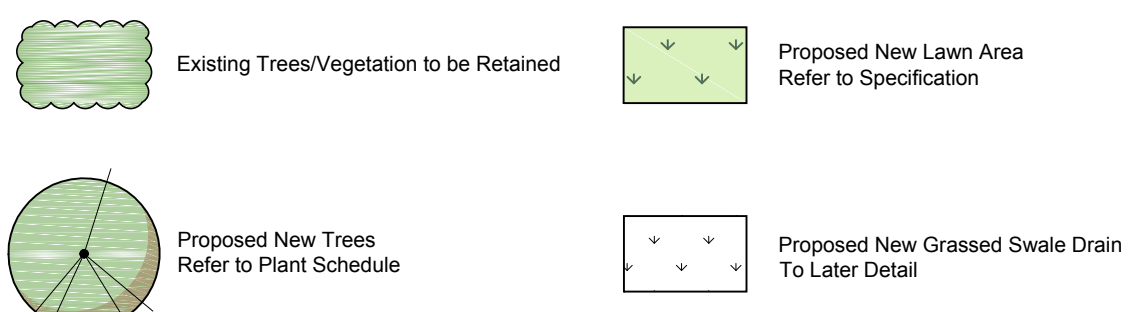 Existing Trees/Vegetation to be Retained
Proposed New Lawn Area
Refer to Specification
Proposed New Trees
Refer to Plant Schedule
Proposed New Grassed Swale Drain
To Later Detail